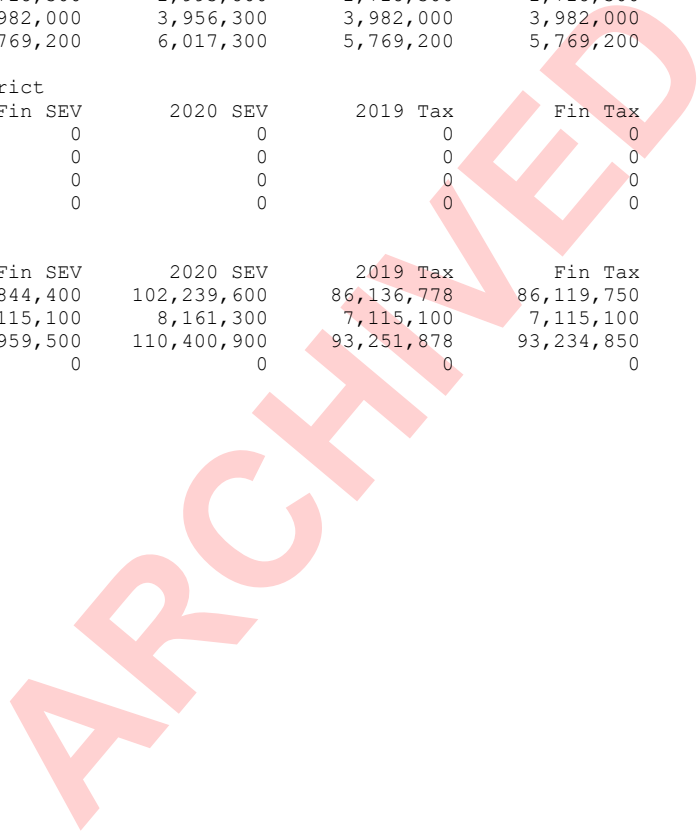 982,000 3,956,300 3,982,000 3,982,000
769,200 6,017,300 5,769,200 5,769,200
rict
Fin SEV 2020 SEV 2019 Tax Fin Tax
0 0 0 0
0 0 0 0
0 0 0 0
0 0 0 0
Fin SEV 2020 SEV 2019 Tax Fin Tax
844,400 102,239,600 86,136,778 86,119,750
115,100 8,161,300 7,115,100 7,115,100
959,500 110,400,900 93,251,878 93,234,850
0 0 0 0
ARCHIVED